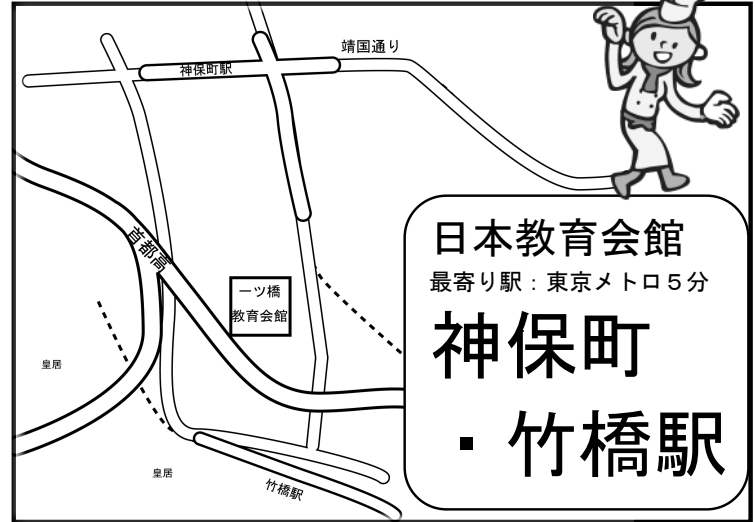 靖国通り
神保町駅
首都高
一ツ橋
教育会館
皇居
皇居
竹橋駅
日本教育会館
最寄り駅：東京メトロ５分
神保町
・竹橋駅